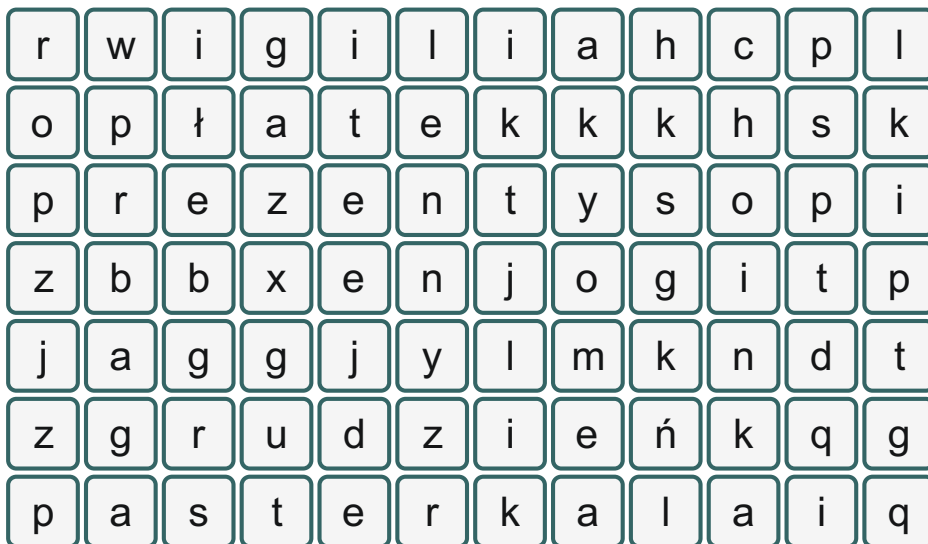 r w i g i l i a h c p l
o p ł a t e k k k h s k
p r e z e n t y s o p i
z b b x e n j o g i t p
j a g g j y l m k n d t
z g r u d z i e ń k q g
p a s t e r k a l a i q